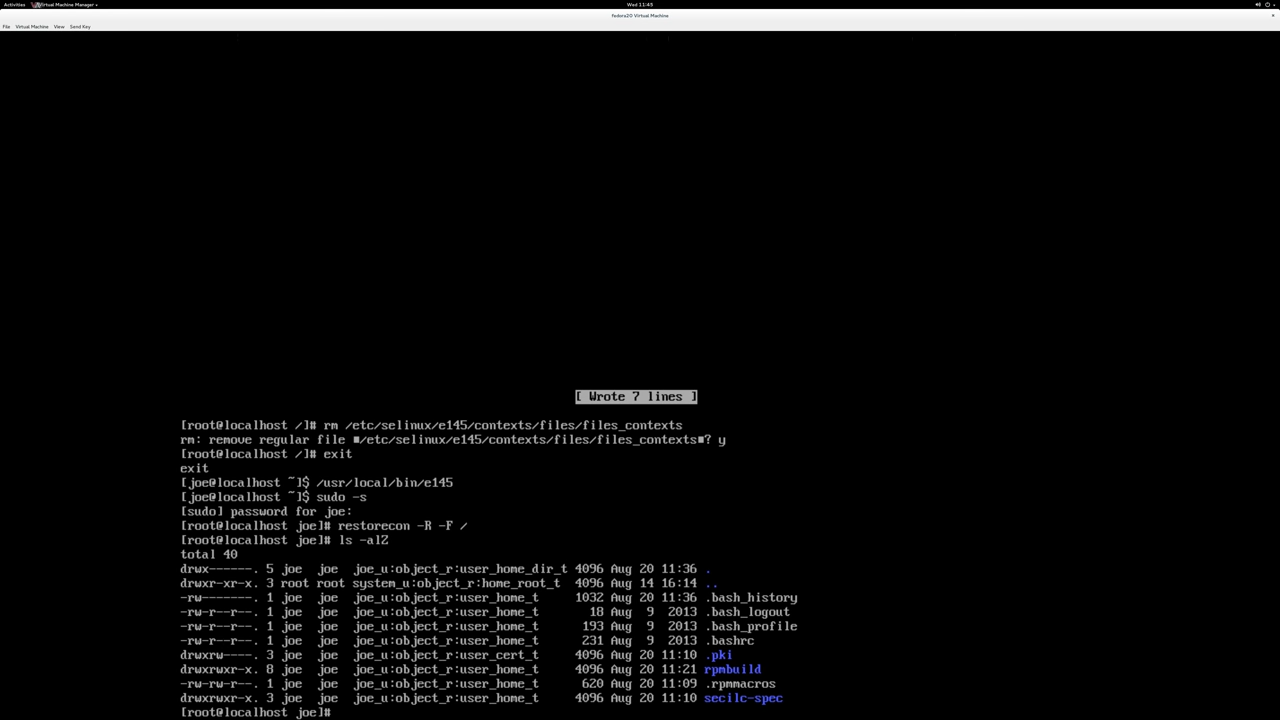 Activities Virtual Machine Manager
Wed 11:45
Fedora20 Virtual Machine
File Virtual Machine View Send Key
[ Wrote 7 lines ]
[root@localhost /]# rm /etc/selinux/e145/contexts/files/files_contexts
rm: remove regular file ■/etc/selinux/e145/contexts/files/files_contexts■? y
[root@localhost /]# exit
exit
[joe@localhost ~]$ /usr/local/bin/e145
[joe@localhost ~]$ sudo -s
[sudo] password for joe:
[root@localhost joe]# restorecon -R -F /
[root@localhost joe]# ls -alZ
total 40
drwx------. 5 joe  joe  joe_u:object_r:user_home_dir_t 4096 Aug 20 11:36 .
drwxr-xr-x. 3 root root system_u:object_r:home_root_t  4096 Aug 14 16:14 ..
-rw-------. 1 joe  joe  joe_u:object_r:user_home_t     1032 Aug 20 11:36 .bash_history
-rw-r--r--. 1 joe  joe  joe_u:object_r:user_home_t       18 Aug  9  2013 .bash_logout
-rw-r--r--. 1 joe  joe  joe_u:object_r:user_home_t      193 Aug  9  2013 .bash_profile
-rw-r--r--. 1 joe  joe  joe_u:object_r:user_home_t      231 Aug  9  2013 .bashrc
drwxrw----. 3 joe  joe  joe_u:object_r:user_cert_t     4096 Aug 20 11:10 .pki
drwxrwxr-x. 8 joe  joe  joe_u:object_r:user_home_t     4096 Aug 20 11:21 rpmbuild
-rw-rw-r--. 1 joe  joe  joe_u:object_r:user_home_t      620 Aug 20 11:09 .rpmmacros
drwxrwxr-x. 3 joe  joe  joe_u:object_r:user_home_t     4096 Aug 20 11:10 secilc-spec
[root@localhost joe]#